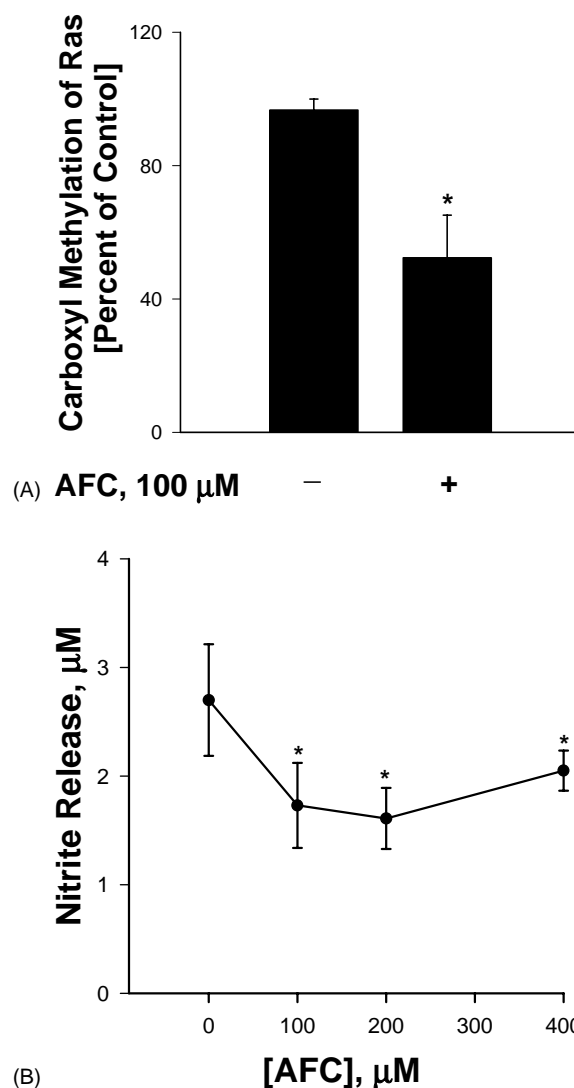 Carboxyl Methylation of Ras
[Percent of Control]
120
80
40
0
*
(A) AFC, 100 μM – +
Nitrite Release, μM
4
3
2
1
0
* * *
0 100 200 300 400
(B) [AFC], μM